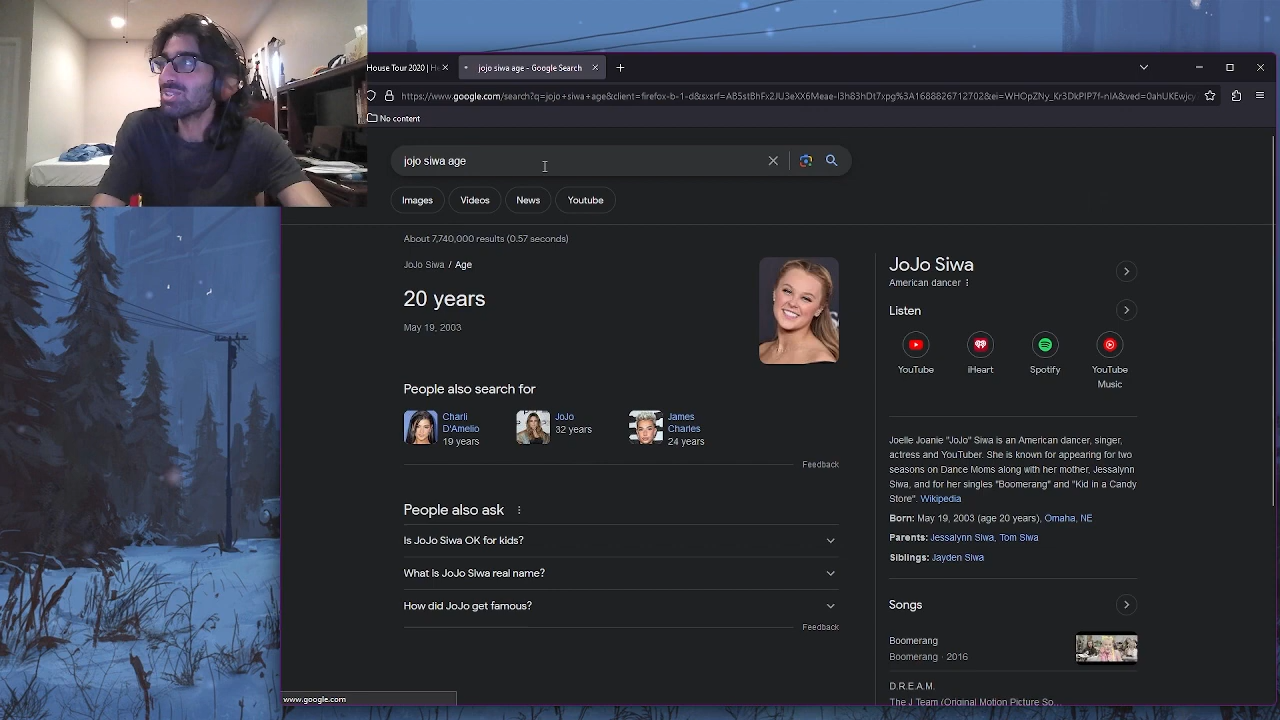 House Tour 2020 | H
jojo siwa age - Google Search
https://www.google.com/search?q=jojo+siwa+age&client=firefox-b-1-d&sxsrf=AB5stBhFx2JU3eXX6Meae-I3h83hDt7xpg%3A1688826712702&ei=WHOpZNy_Kr3DkPIP7f-nIA&ved=0ahUKEwjcy
No content
jojo siwa age
Images
Videos
News
Youtube
About 7,740,000 results (0.57 seconds)
JoJo Siwa / Age
20 years
May 19, 2003
People also search for
Charli
D'Amelio
19 years
JoJo
32 years
James
Charles
24 years
Feedback
People also ask
Is JoJo Siwa OK for kids?
What is JoJo Siwa real name?
How did JoJo get famous?
Feedback
JoJo Siwa
American dancer
Listen
YouTube
iHeart
Spotify
YouTube
Music
Joelle Joanie "JoJo" Siwa is an American dancer, singer,
actress and YouTuber. She is known for appearing for two
seasons on Dance Moms along with her mother, Jessalynn
Siwa, and for her singles "Boomerang" and "Kid in a Candy
Store". Wikipedia
Born: May 19, 2003 (age 20 years), Omaha, NE
Parents: Jessalynn Siwa, Tom Siwa
Siblings: Jayden Siwa
Songs
Boomerang
Boomerang · 2016
D.R.E.A.M.
The J Team (Original Motion Picture So...
www.google.com